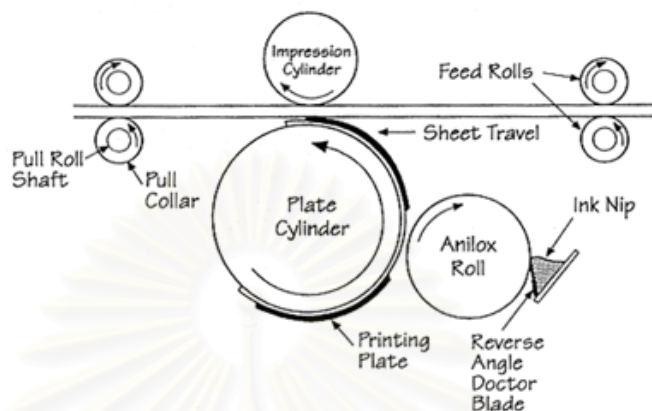 Impression
Cylinder
Feed Rolls
Sheet Travel
Pull Roll
Shaft
Pull
Collar
Plate
Cylinder
Anilox
Roll
Ink Nip
Printing
Plate
Reverse
Angle
Doctor
Blade